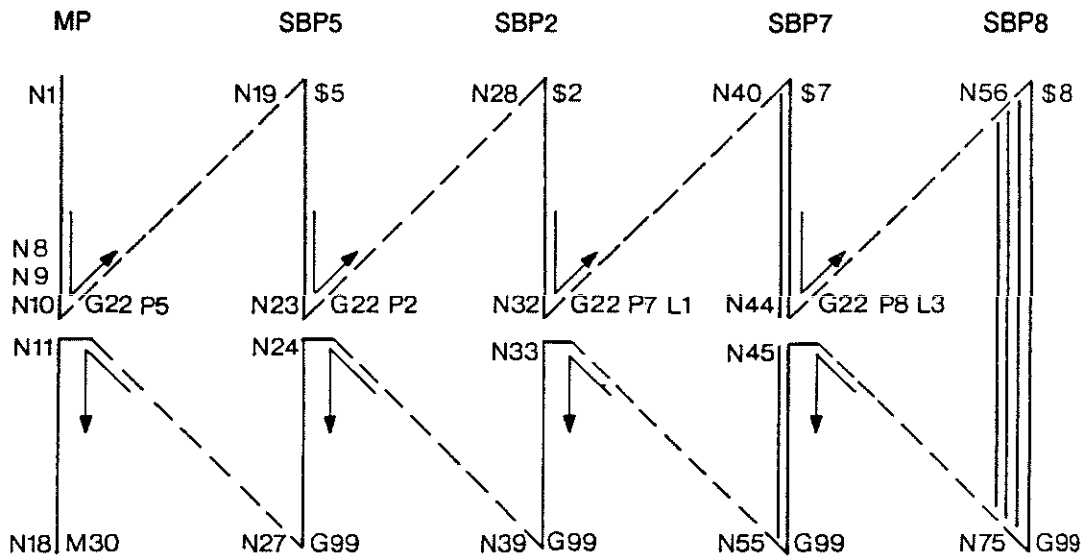 MP SBP5 SBP2 SBP7 SBP8
N1 N19 $5 N28 $2 N40 $7 N56 $8
N8
N9
N10 G22 P5 N23 G22 P2 N32 G22 P7 L1 N44 G22 P8 L3
N11 N24 N33 N45
N18 M30 N27 G99 N39 G99 N55 G99 N75 G99